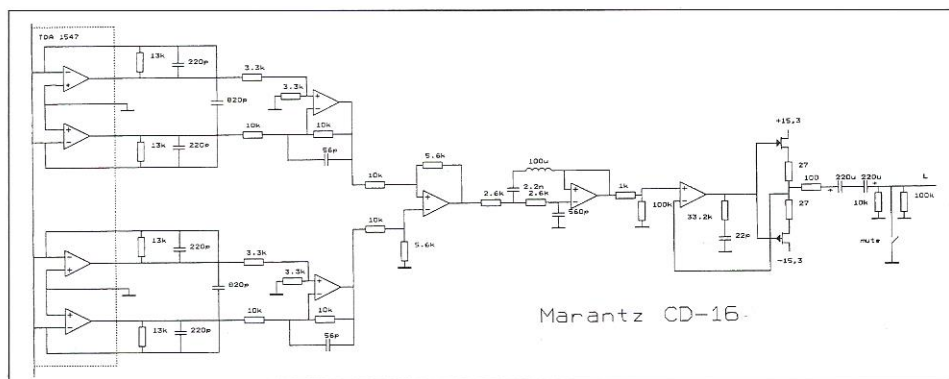 TDA 1547
13k
220p
3.3k
3.3k
820p
10k
10k
13k
220p
56p
10k
5.6k
10k
5.6k
13k
220p
3.3k
3.3k
820p
10k
10k
13k
220p
56p
2.6k
100u
2.2n
2.6k
560p
1k
100k
33.2k
22p
+15,3
27
27
-15,3
100
+ 220u
220u +
10k
L
100k
mute
Marantz CD-16